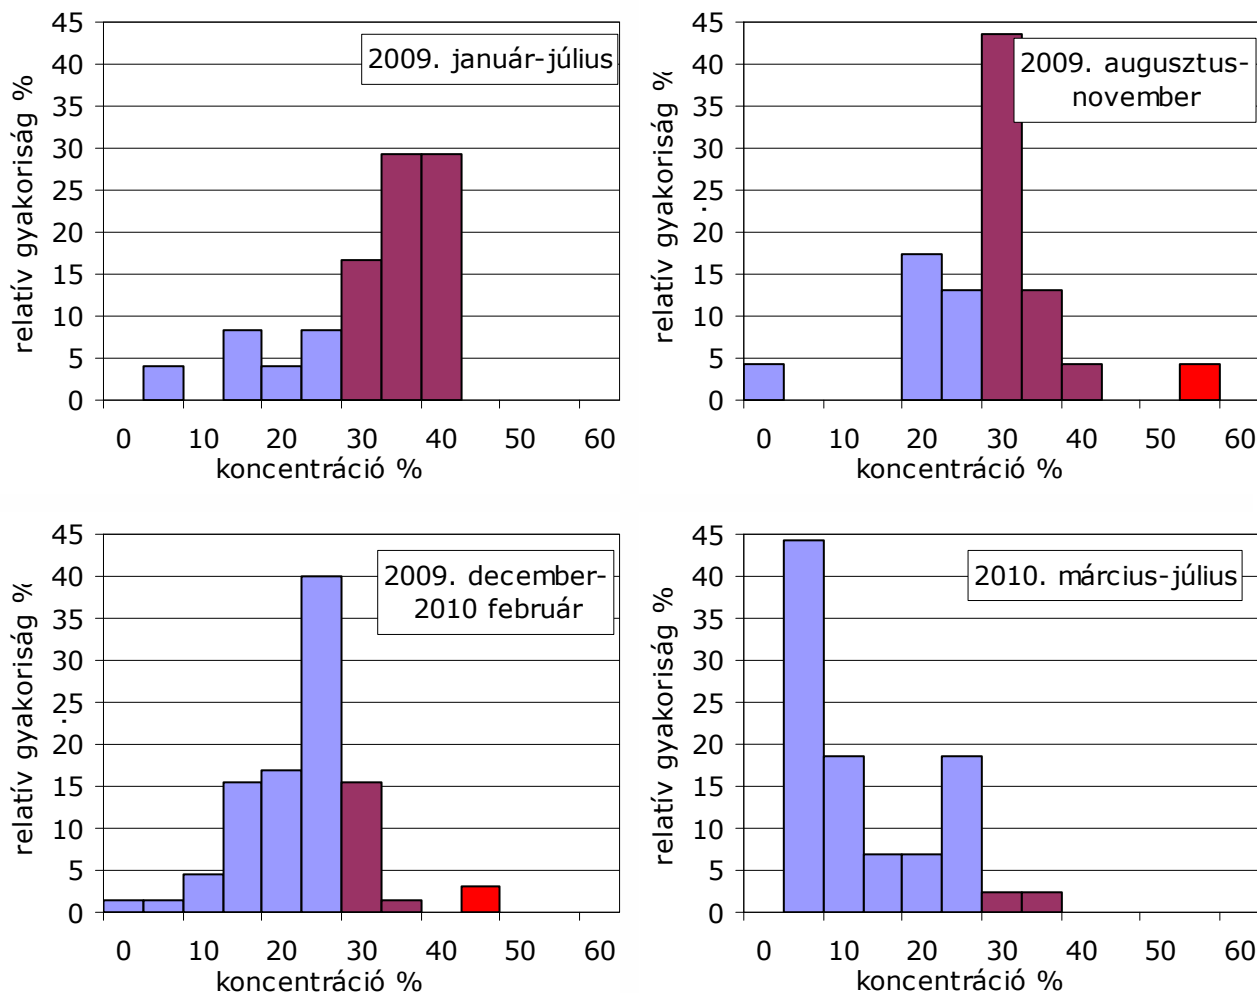 2009. január-július
relatív gyakoriság %
45
40
35
30
25
20
15
10
5
0
0 10 20 30 40 50 60
koncentráció %
2009. augusztus-
november
relatív gyakoriság %
45
40
35
30
25
20
15
10
5
0
0 10 20 30 40 50 60
koncentráció %
2009. december-
2010 február
relatív gyakoriság %
45
40
35
30
25
20
15
10
5
0
0 10 20 30 40 50 60
koncentráció %
2010. március-július
relatív gyakoriság %
45
40
35
30
25
20
15
10
5
0
0 10 20 30 40 50 60
koncentráció %